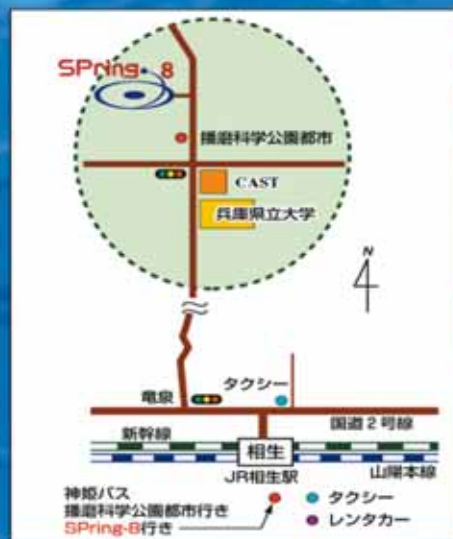 SPring-8
播磨科学公園都市
CAST
兵庫県立大学
N
竜泉
タクシー
国道2号線
新幹線
相生
JR相生駅
山陽本線
神姫バス
播磨科学公園都市行き
SPring-8行き
タクシー
レンタカー